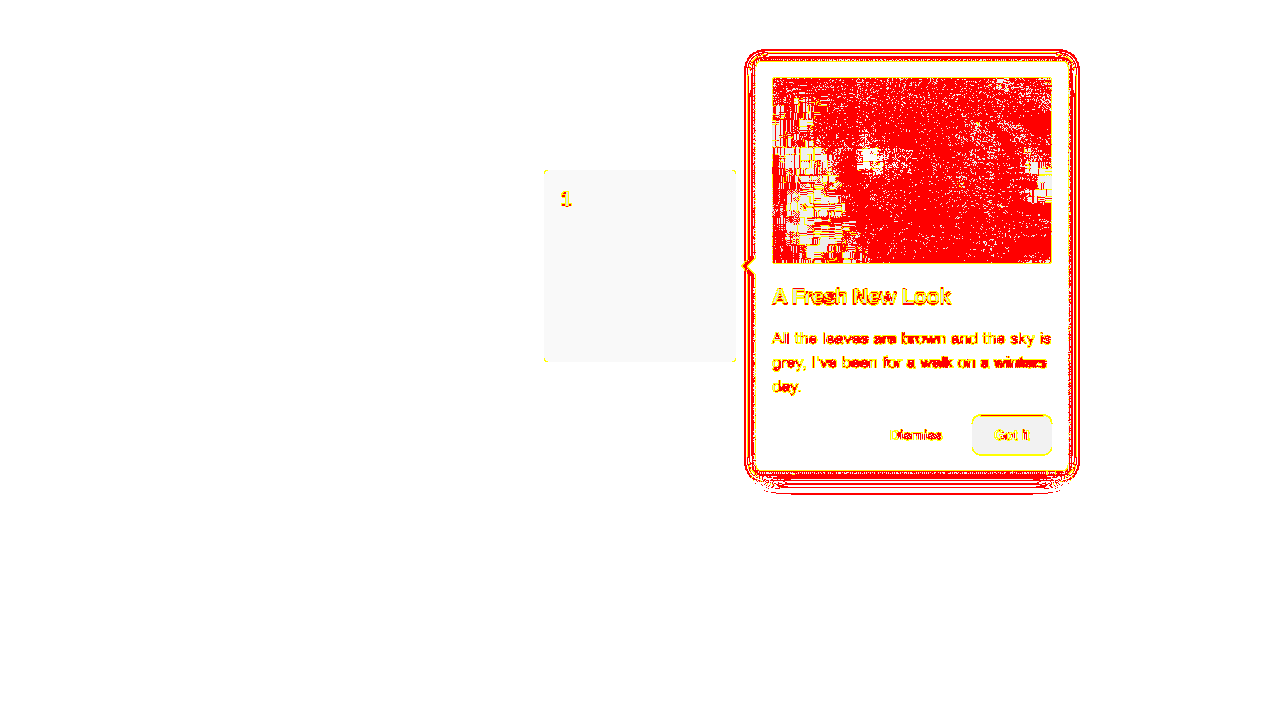 1
A Fresh New Look
All the leaves are brown and the sky is
grey, I've been for a walk on a winters
day.
Dismiss
Got it